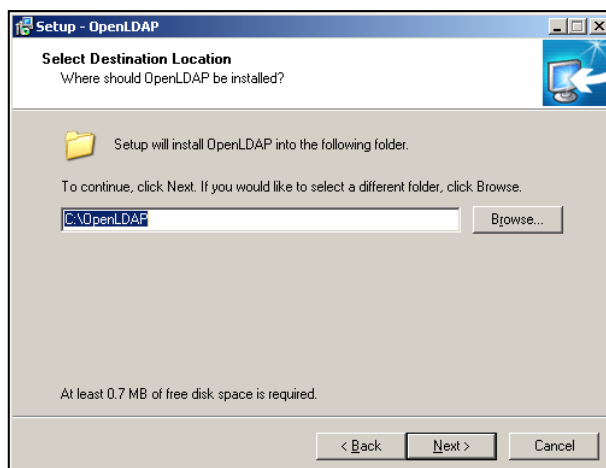 Setup - OpenLDAP
Select Destination Location
Where should OpenLDAP be installed?
Setup will install OpenLDAP into the following folder.
To continue, click Next. If you would like to select a different folder, click Browse.
C:\OpenLDAP
Browse...
At least 0.7 MB of free disk space is required.
< Back
Next >
Cancel